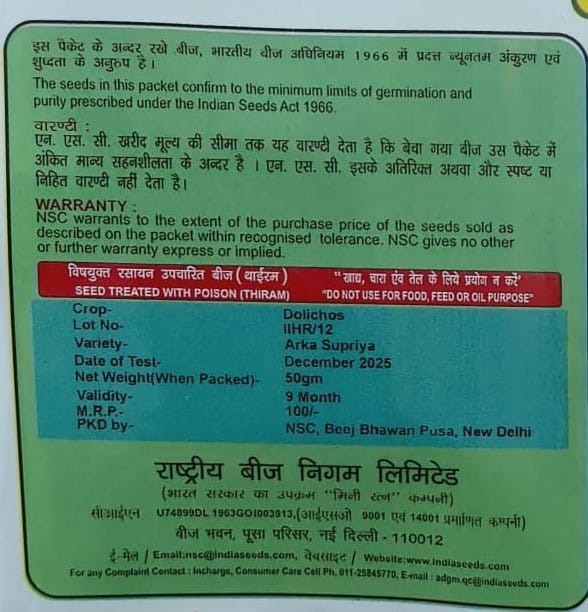 इस पैकेट के अन्दर रखे बीज, भारतीय बीज अधिनियम 1966 में प्रदत्त न्यूनतम अंकुरण एवं
शुध्दता के अनुरुप है।
The seeds in this packet confirm to the minimum limits of germination and
purity prescribed under the Indian Seeds Act 1966.
वारण्टी :
एन. एस. सी. खरीद मूल्य की सीमा तक यह वारण्टी देता है कि बेचा गया बीज उस पैकेट में
अंकित मान्य सहनशीलता के अन्दर है । एन. एस. सी. इसके अतिरिक्त अथवा और स्पष्ट या
निहित वारण्टी नहीं देता है।
WARRANTY :
NSC warrants to the extent of the purchase price of the seeds sold as
described on the packet within recognised tolerance. NSC gives no other
or further warranty express or implied.
विषयुक्त रसायन उपचारित बीज (थाईरम) "खाद्य, चारा एंव तेल के लिये प्रयोग न करें'
SEED TREATED WITH POISON (THIRAM) "DO NOT USE FOR FOOD, FEED OR OIL PURPOSE"
Crop- Dolichos
Lot No- IIHR/12
Variety- Arka Supriya
Date of Test- December 2025
Net Weight(When Packed)- 50gm
Validity- 9 Month
M.R.P.- 100/-
PKD by- NSC, Beej Bhawan Pusa, New Delhi
राष्ट्रीय बीज निगम लिमिटेड
(भारत सरकार का उपक्रम "मिनी रत्न" कम्पनी)
सीआईएन U74899DL 1963GOI003913,(आईएसओ 9001 एवं 14001 प्रमाणित कम्पनी)
बीज भवन, पूसा परिसर, नई दिल्ली - 110012
ई-मेल / Email:nsc@indiaseeds.com, वेबसाइट / Website:www.indiaseeds.com
For any Complaint Contact : Incharge, Consumer Care Cell Ph. 011-25845770, E-mail : adgm.qc@indiaseeds.com